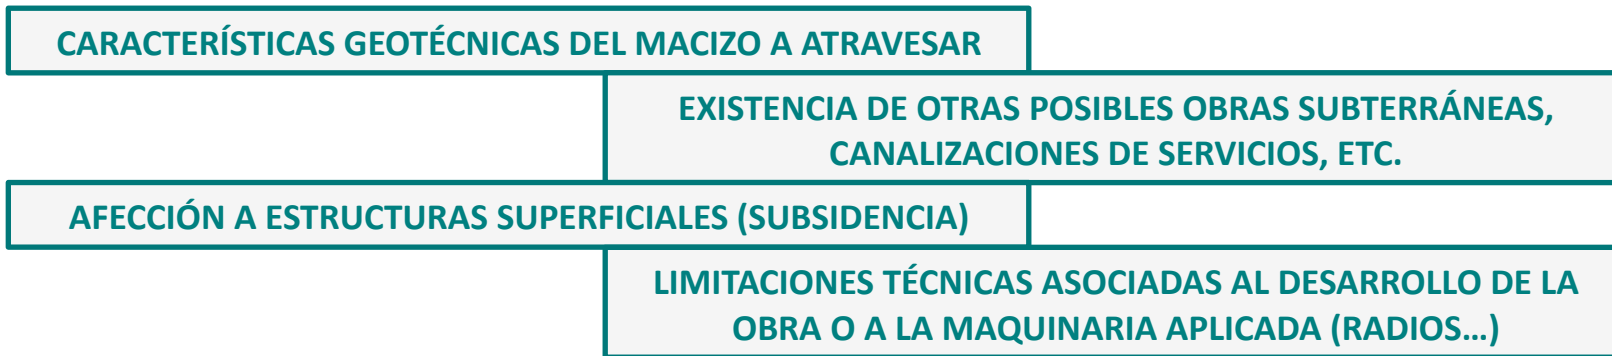 CARACTERÍSTICAS GEOTÉCNICAS DEL MACIZO A ATRAVESAR
EXISTENCIA DE OTRAS POSIBLES OBRAS SUBTERRÁNEAS,
CANALIZACIONES DE SERVICIOS, ETC.
AFECCIÓN A ESTRUCTURAS SUPERFICIALES (SUBSIDENCIA)
LIMITACIONES TÉCNICAS ASOCIADAS AL DESARROLLO DE LA
OBRA O A LA MAQUINARIA APLICADA (RADIOS…)